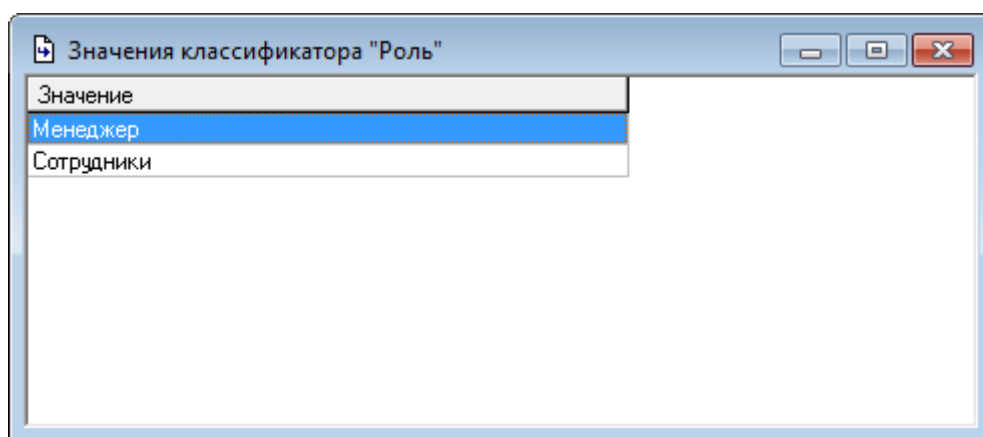 Значения классификатора "Роль"
Значение
Менеджер
Сотрудники